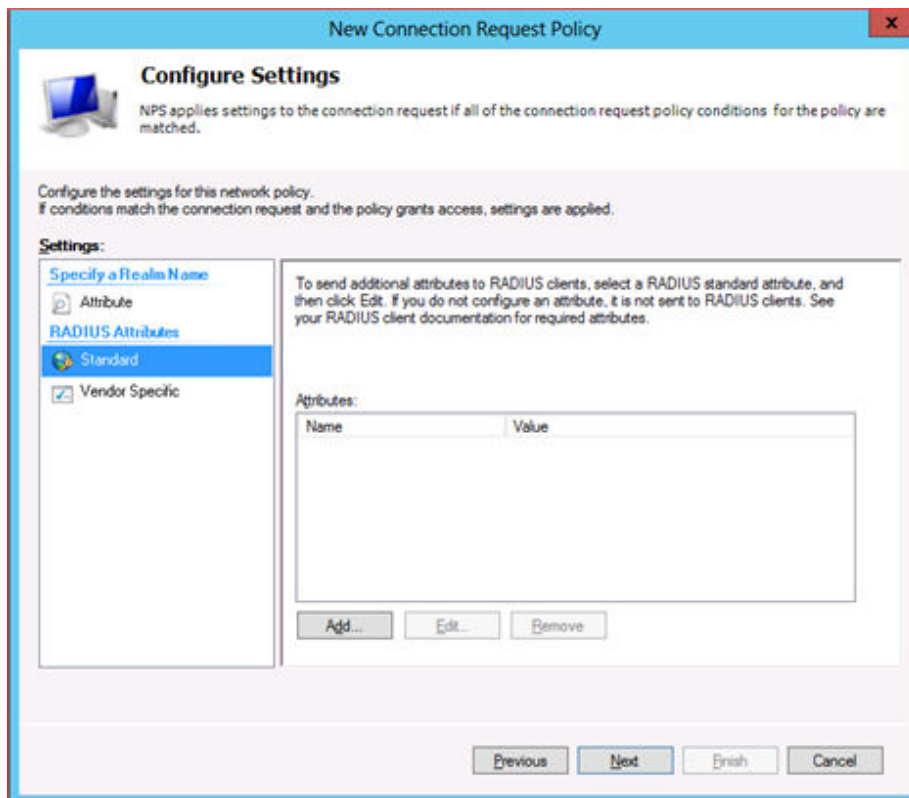 New Connection Request Policy
x
Configure Settings
NPS applies settings to the connection request if all of the connection request policy conditions for the policy are
matched.
Configure the settings for this network policy.
If conditions match the connection request and the policy grants access, settings are applied.
Settings:
Specify a Realm Name
Attribute
RADIUS Attributes
Standard
Vendor Specific
To send additional attributes to RADIUS clients, select a RADIUS standard attribute, and
then click Edit. If you do not configure an attribute, it is not sent to RADIUS clients. See
your RADIUS client documentation for required attributes.
Attributes:
Name Value
Add... Edit... Remove
Previous Next Finish Cancel